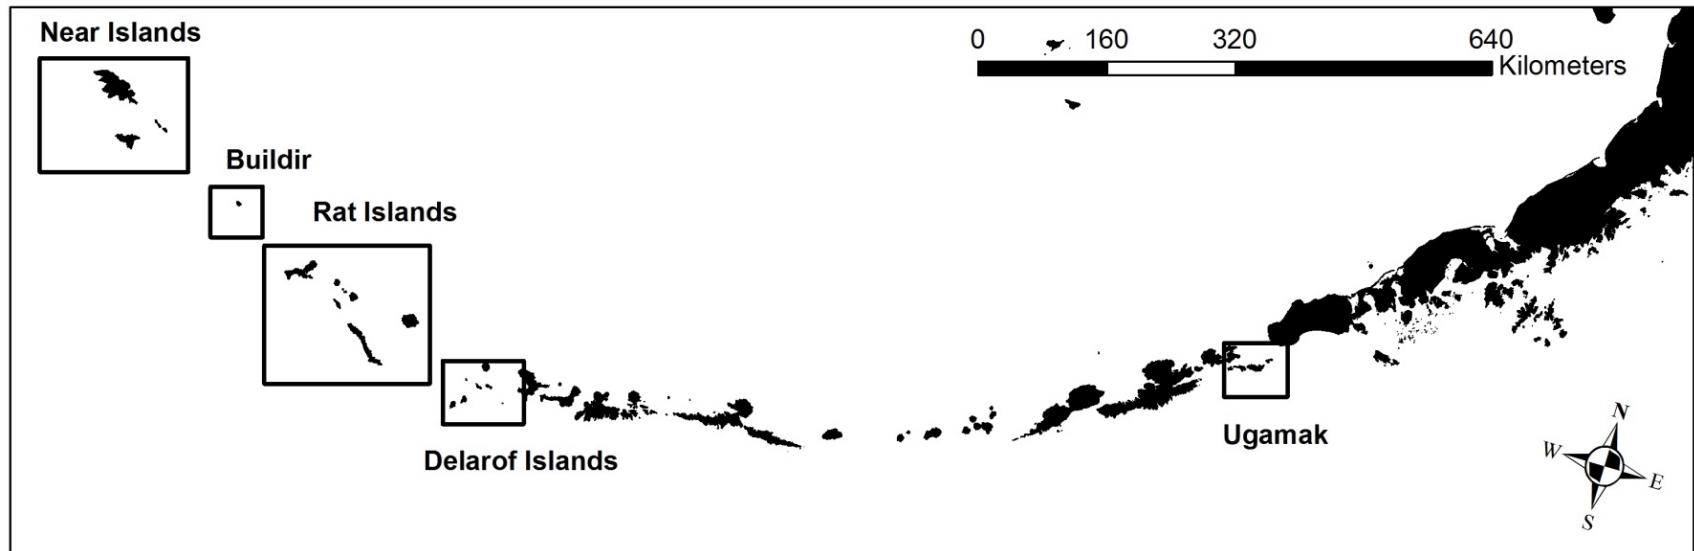 Near Islands
0 160 320 640
Kilometers
Buildir
Rat Islands
Delarof Islands
Ugamak
N
W
E
S